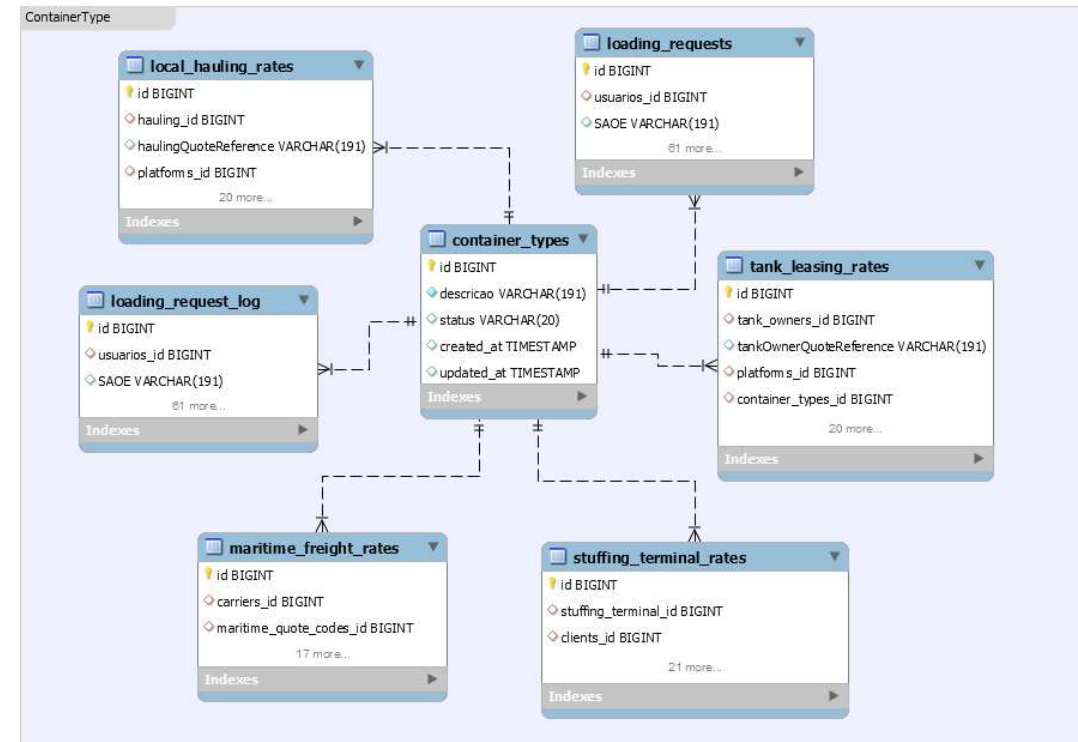 ContainerType
local_hauling_rates
id BIGINT
hauling_id BIGINT
haulingQuoteReference VARCHAR(191)
platforms_id BIGINT
20 more...
Indexes
loading_requests
id BIGINT
usuarios_id BIGINT
SAOE VARCHAR(191)
61 more...
Indexes
container_types
id BIGINT
descricao VARCHAR(191)
status VARCHAR(20)
created_at TIMESTAMP
updated_at TIMESTAMP
Indexes
tank_leasing_rates
id BIGINT
tank_owners_id BIGINT
tankOwnerQuoteReference VARCHAR(191)
platforms_id BIGINT
container_types_id BIGINT
20 more...
Indexes
loading_request_log
id BIGINT
usuarios_id BIGINT
SAOE VARCHAR(191)
61 more...
Indexes
maritime_freight_rates
id BIGINT
carriers_id BIGINT
maritime_quote_codes_id BIGINT
17 more...
Indexes
stuffing_terminal_rates
id BIGINT
stuffing_terminal_id BIGINT
clients_id BIGINT
21 more...
Indexes